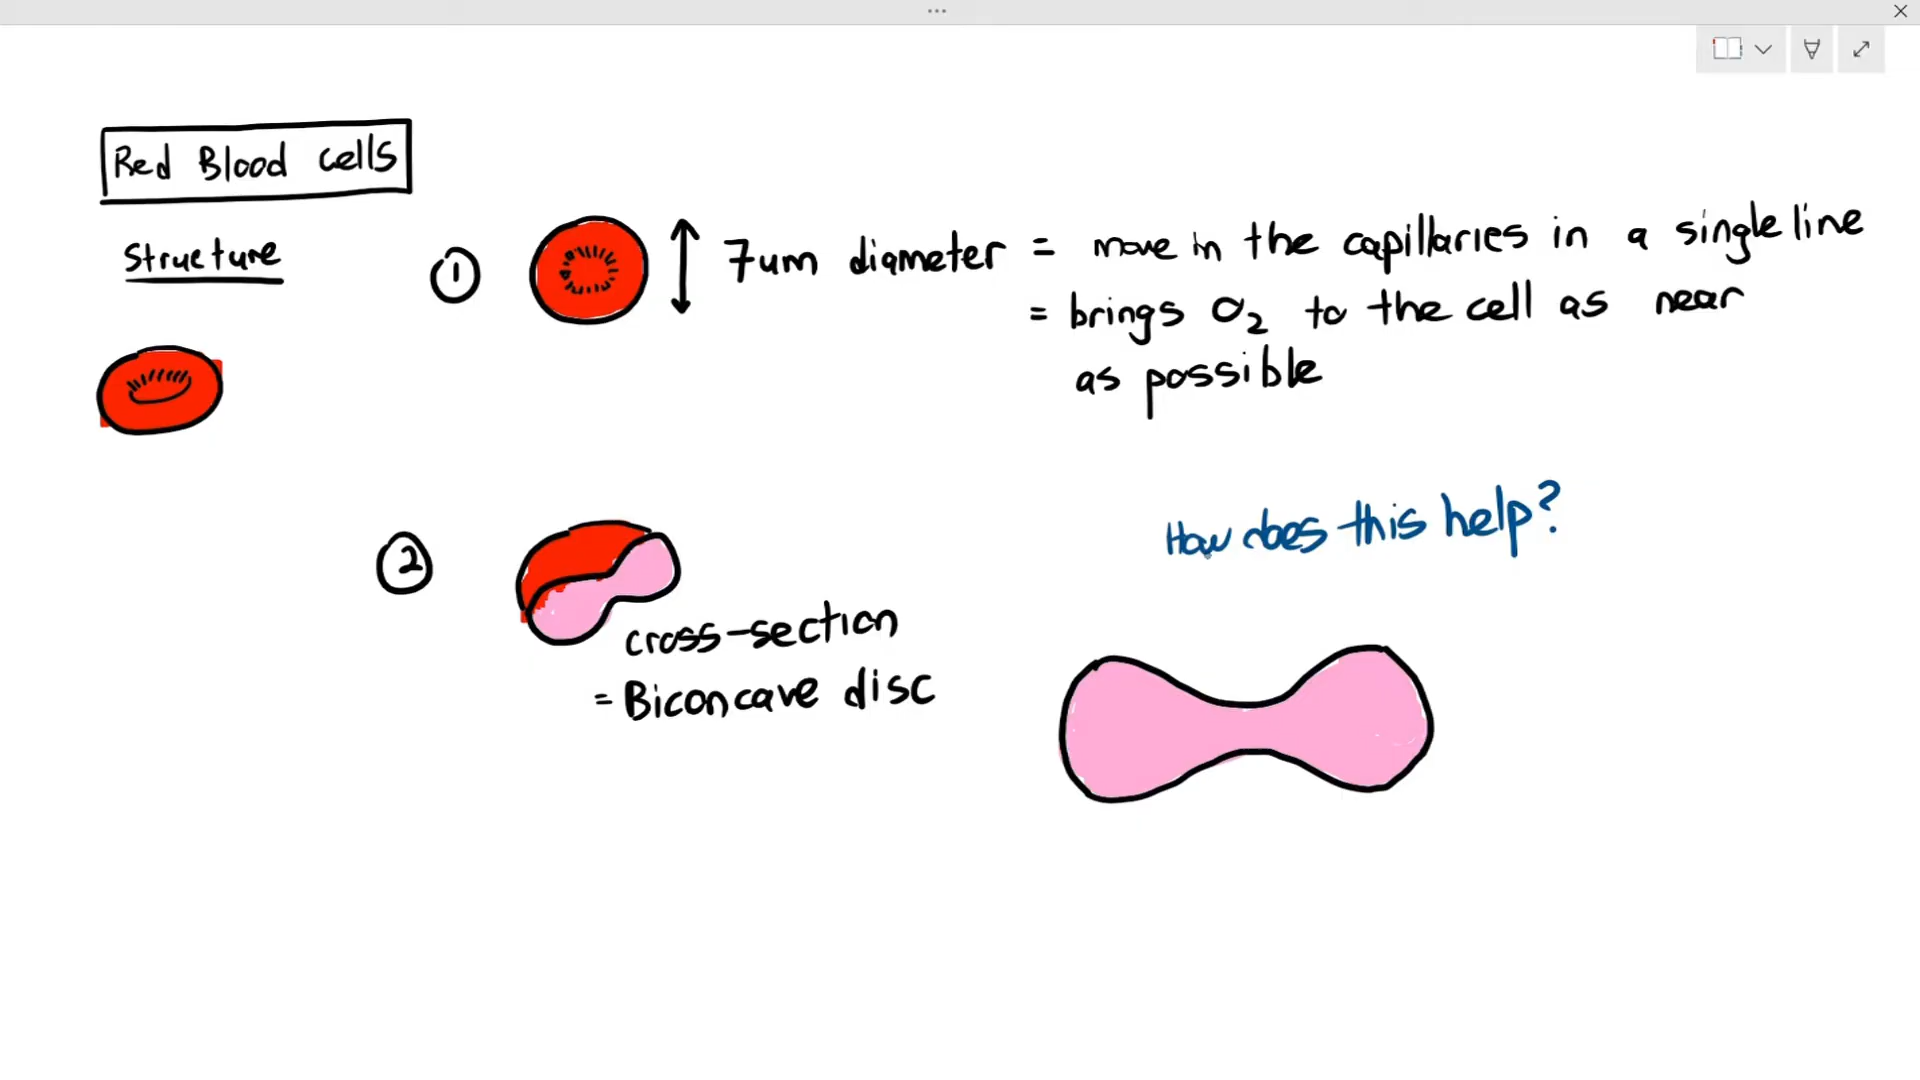 Red Blood cells
Structure
1
7um diameter = move in the capillaries in a single line
= brings O₂ to the cell as near
as possible
How does this help?
2
cross-section
= Biconcave disc